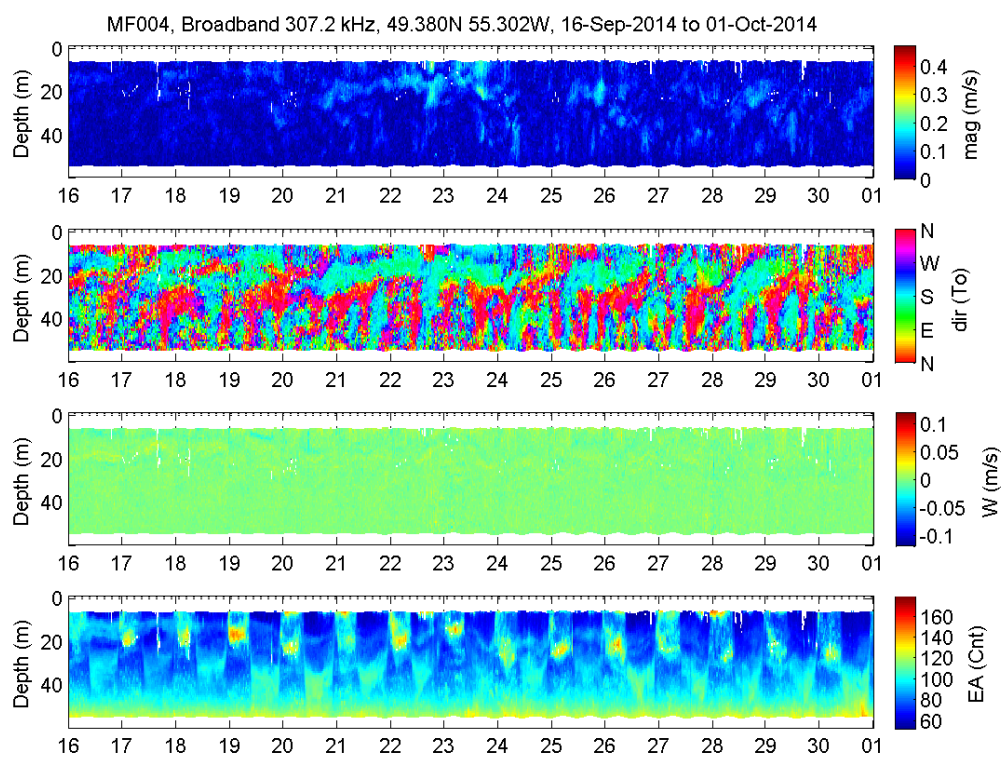 MF004, Broadband 307.2 kHz, 49.380N 55.302W, 16-Sep-2014 to 01-Oct-2014
0
20
40
Depth (m)
16 17 18 19 20 21 22 23 24 25 26 27 28 29 30 01
0.4
0.3
0.2
0.1
0
mag (m/s)
0
20
40
Depth (m)
16 17 18 19 20 21 22 23 24 25 26 27 28 29 30 01
N
W
S
E
N
dir (To)
0
20
40
Depth (m)
16 17 18 19 20 21 22 23 24 25 26 27 28 29 30 01
0.1
0.05
0
-0.05
-0.1
W (m/s)
0
20
40
Depth (m)
16 17 18 19 20 21 22 23 24 25 26 27 28 29 30 01
160
140
120
100
80
60
EA (Cnt)